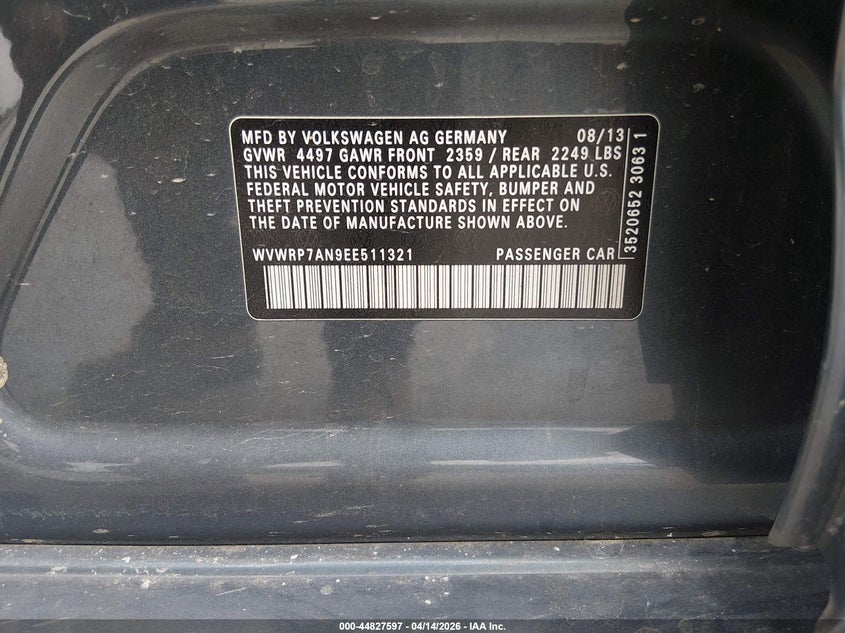 MFD BY VOLKSWAGEN AG GERMANY 08/13
GVWR 4497 GAWR FRONT 2359 / REAR 2249 LBS
THIS VEHICLE CONFORMS TO ALL APPLICABLE U.S.
FEDERAL MOTOR VEHICLE SAFETY, BUMPER AND
THEFT PREVENTION STANDARDS IN EFFECT ON
THE DATE OF MANUFACTURE SHOWN ABOVE.
WVWRP7AN9EE511321 PASSENGER CAR
3520652 3063 1
000-44827597 - 04/14/2026 - IAA Inc.